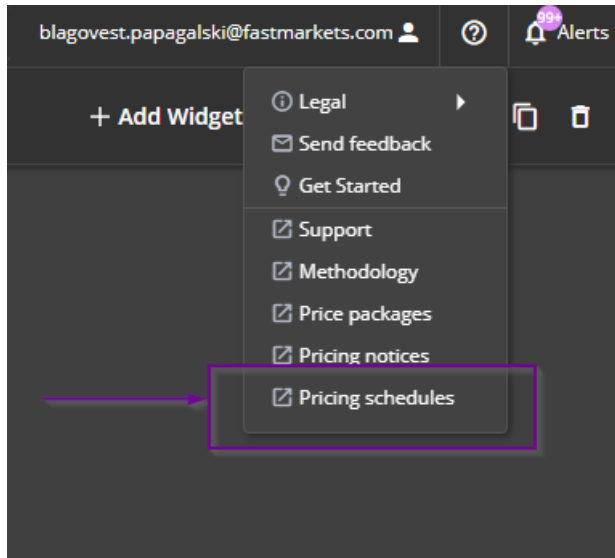 blagovest.papagalski@fastmarkets.com
99+
Alerts
+ Add Widget
Legal
Send feedback
Get Started
Support
Methodology
Price packages
Pricing notices
Pricing schedules